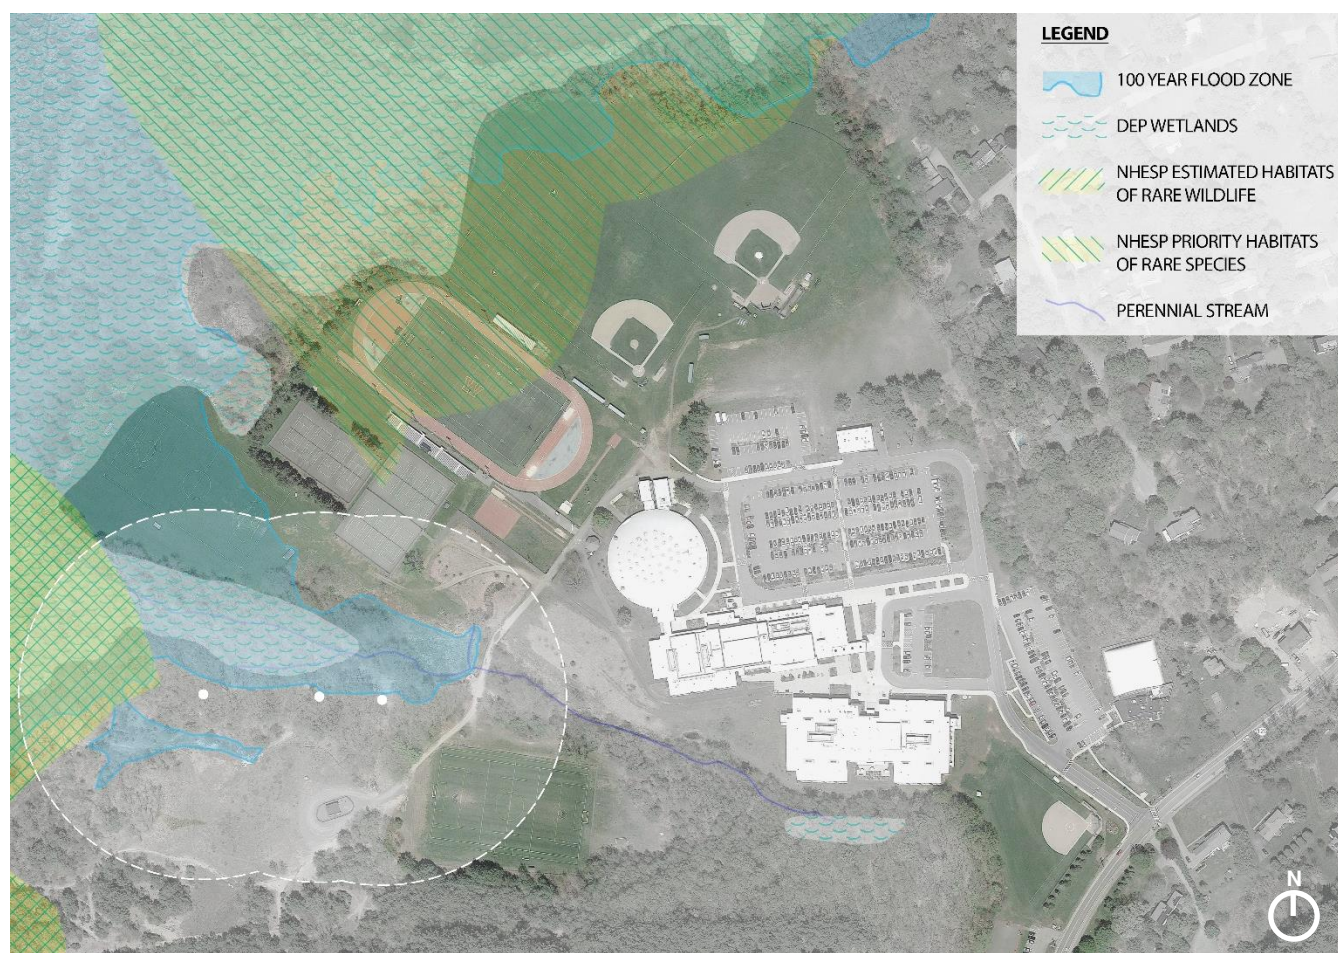 LEGEND
100 YEAR FLOOD ZONE
DEP WETLANDS
NHESP ESTIMATED HABITATS
OF RARE WILDLIFE
NHESP PRIORITY HABITATS
OF RARE SPECIES
PERENNIAL STREAM
N